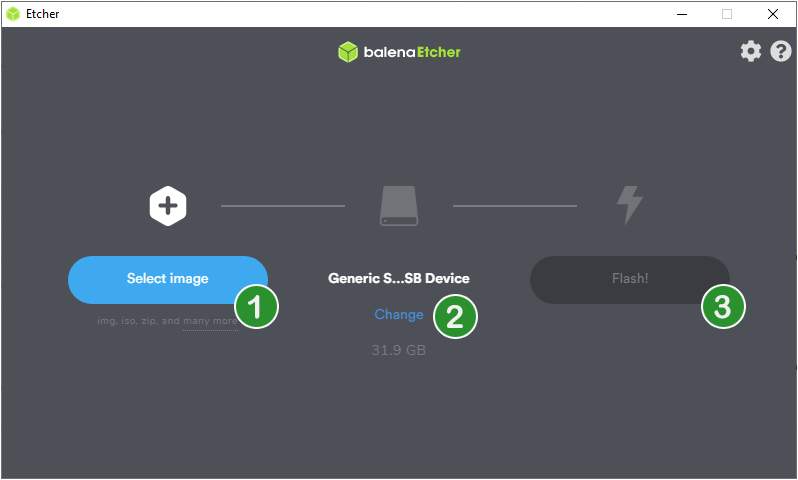 Etcher
balenaEtcher
?
Select image
Generic S...SB Device
Flash!
1
Change
2
3
img, iso, zip, and many more
31.9 GB